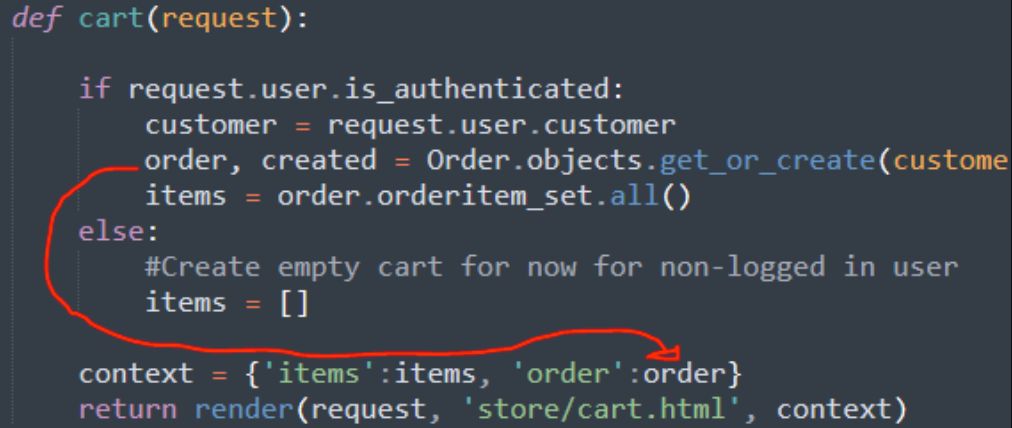 def cart(request):
if request.user.is_authenticated:
customer = request.user.customer
order, created = Order.objects.get_or_create(custome
items = order.orderitem_set.all()
else:
#Create empty cart for now for non-logged in user
items = []
context = {'items':items, 'order':order}
return render(request, 'store/cart.html', context)